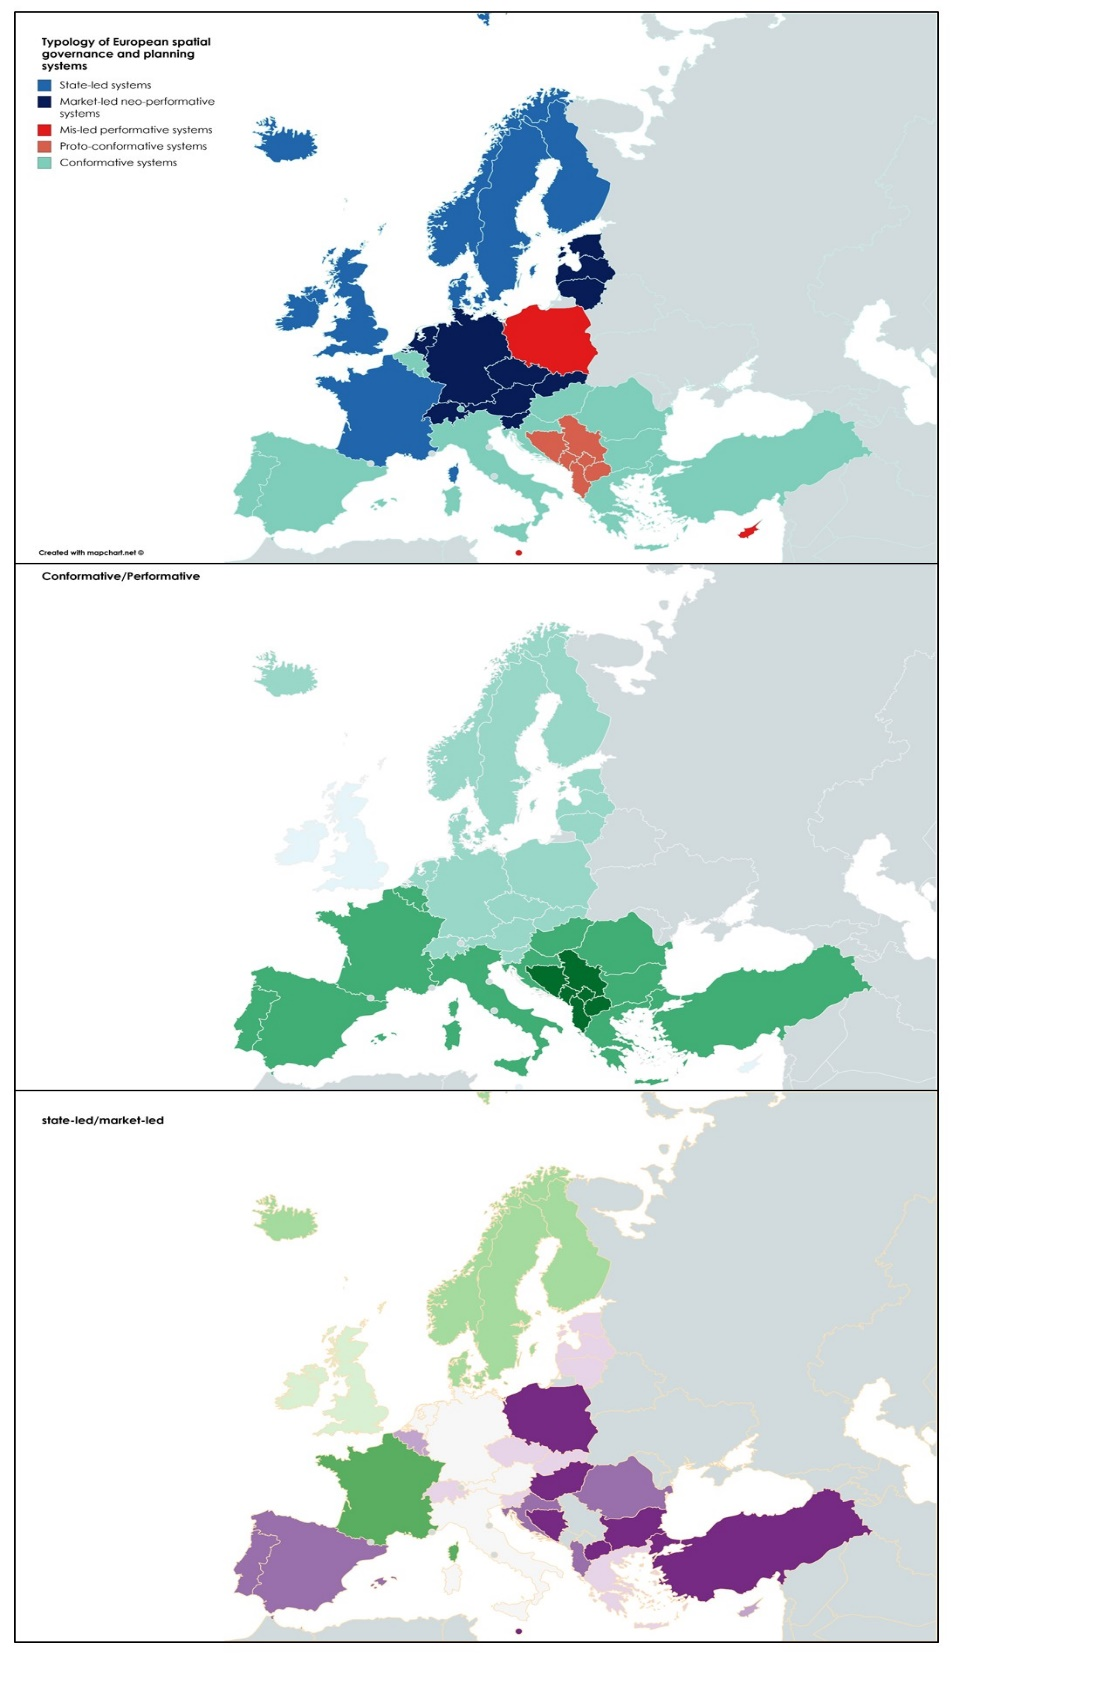 Typology of European spatial
governance and planning
systems
State-led systems
Market-led neo-performative
systems
Mis-led performative systems
Proto-conformative systems
Conformative systems
Created with mapchart.net ©
Conformative/Performative
state-led/market-led